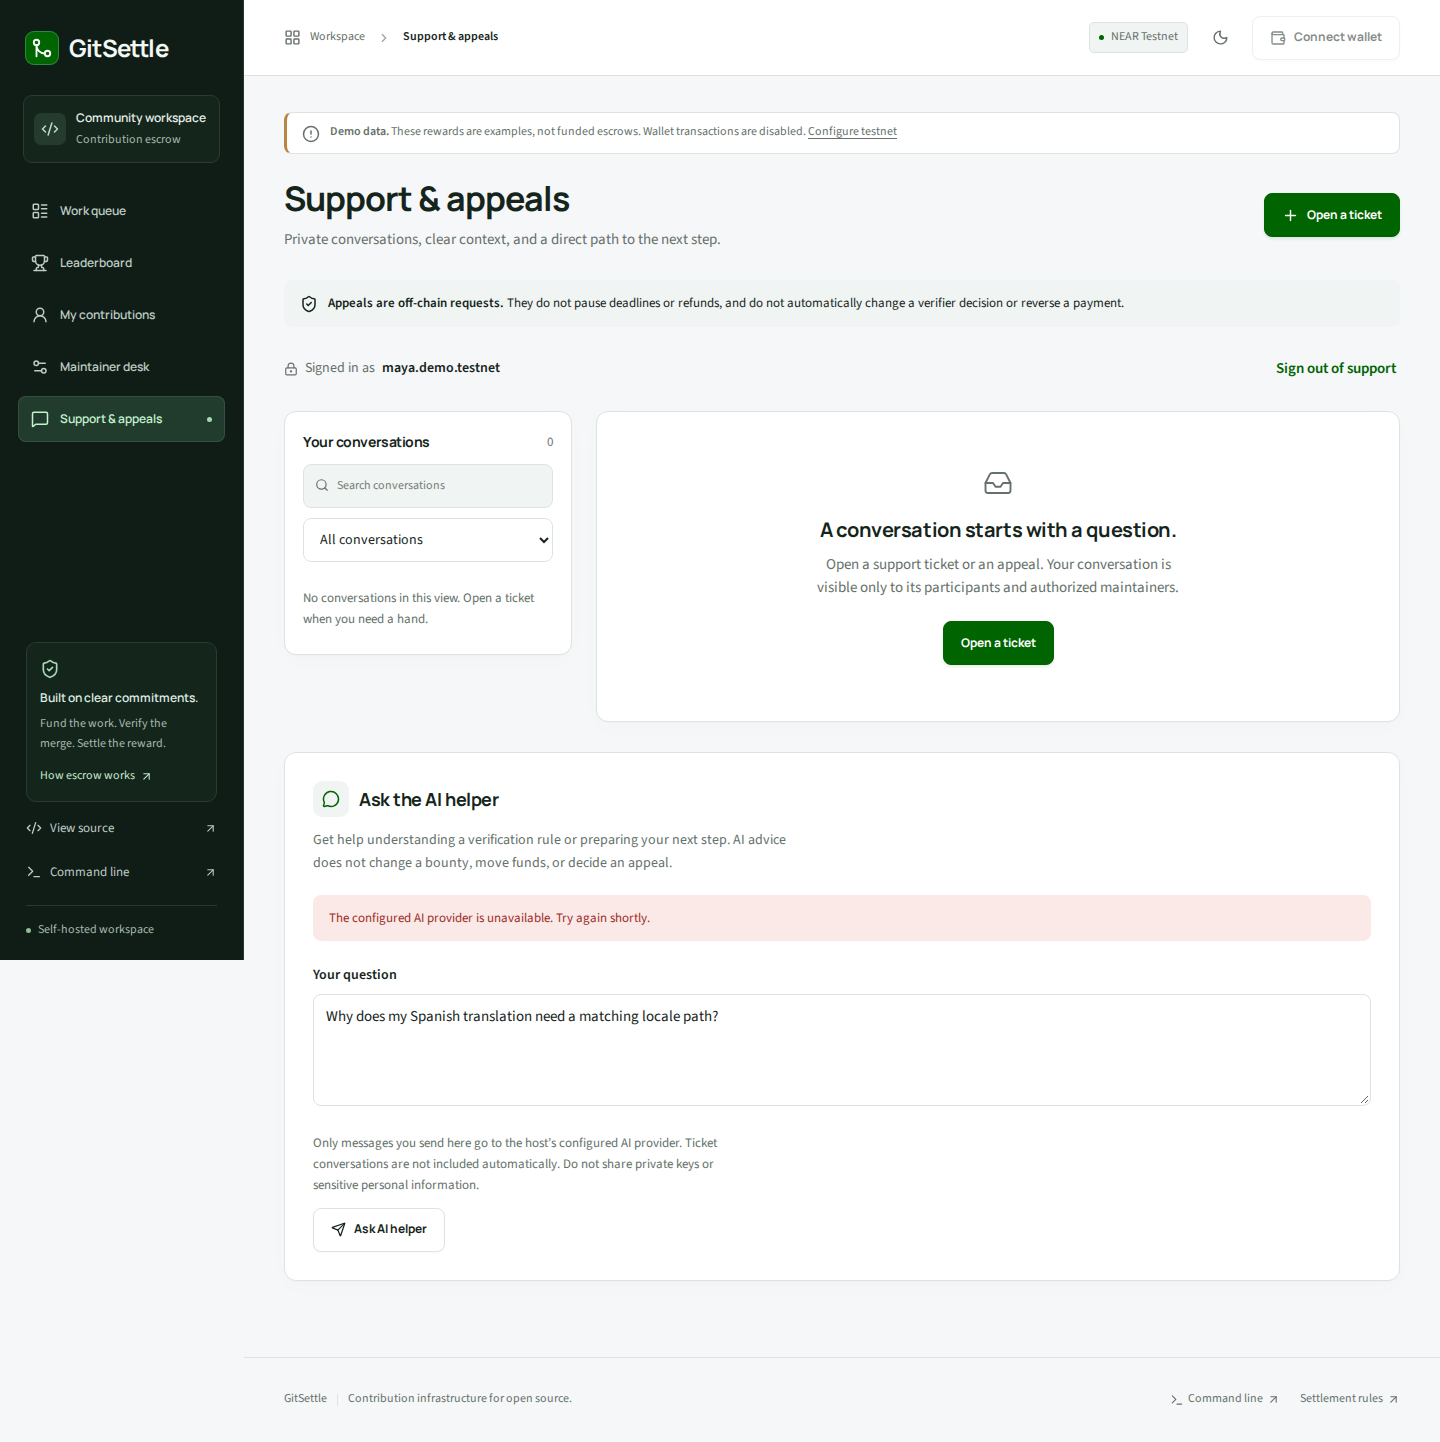 GitSettle
Community workspace
Contribution escrow
Work queue
Leaderboard
My contributions
Maintainer desk
Support & appeals
Built on clear commitments.
Fund the work. Verify the
merge. Settle the reward.
How escrow works
View source
Command line
Self-hosted workspace
Workspace
Support & appeals
NEAR Testnet
Connect wallet
Demo data. These rewards are examples, not funded escrows. Wallet transactions are disabled. Configure testnet
Support & appeals
Private conversations, clear context, and a direct path to the next step.
Open a ticket
Appeals are off-chain requests. They do not pause deadlines or refunds, and do not automatically change a verifier decision or reverse a payment.
Signed in as maya.demo.testnet
Sign out of support
Your conversations 0
Search conversations
All conversations
No conversations in this view. Open a ticket
when you need a hand.
A conversation starts with a question.
Open a support ticket or an appeal. Your conversation is
visible only to its participants and authorized maintainers.
Open a ticket
Ask the AI helper
Get help understanding a verification rule or preparing your next step. AI advice
does not change a bounty, move funds, or decide an appeal.
The configured AI provider is unavailable. Try again shortly.
Your question
Why does my Spanish translation need a matching locale path?
Only messages you send here go to the host's configured AI provider. Ticket
conversations are not included automatically. Do not share private keys or
sensitive personal information.
Ask AI helper
GitSettle
Contribution infrastructure for open source.
Command line
Settlement rules